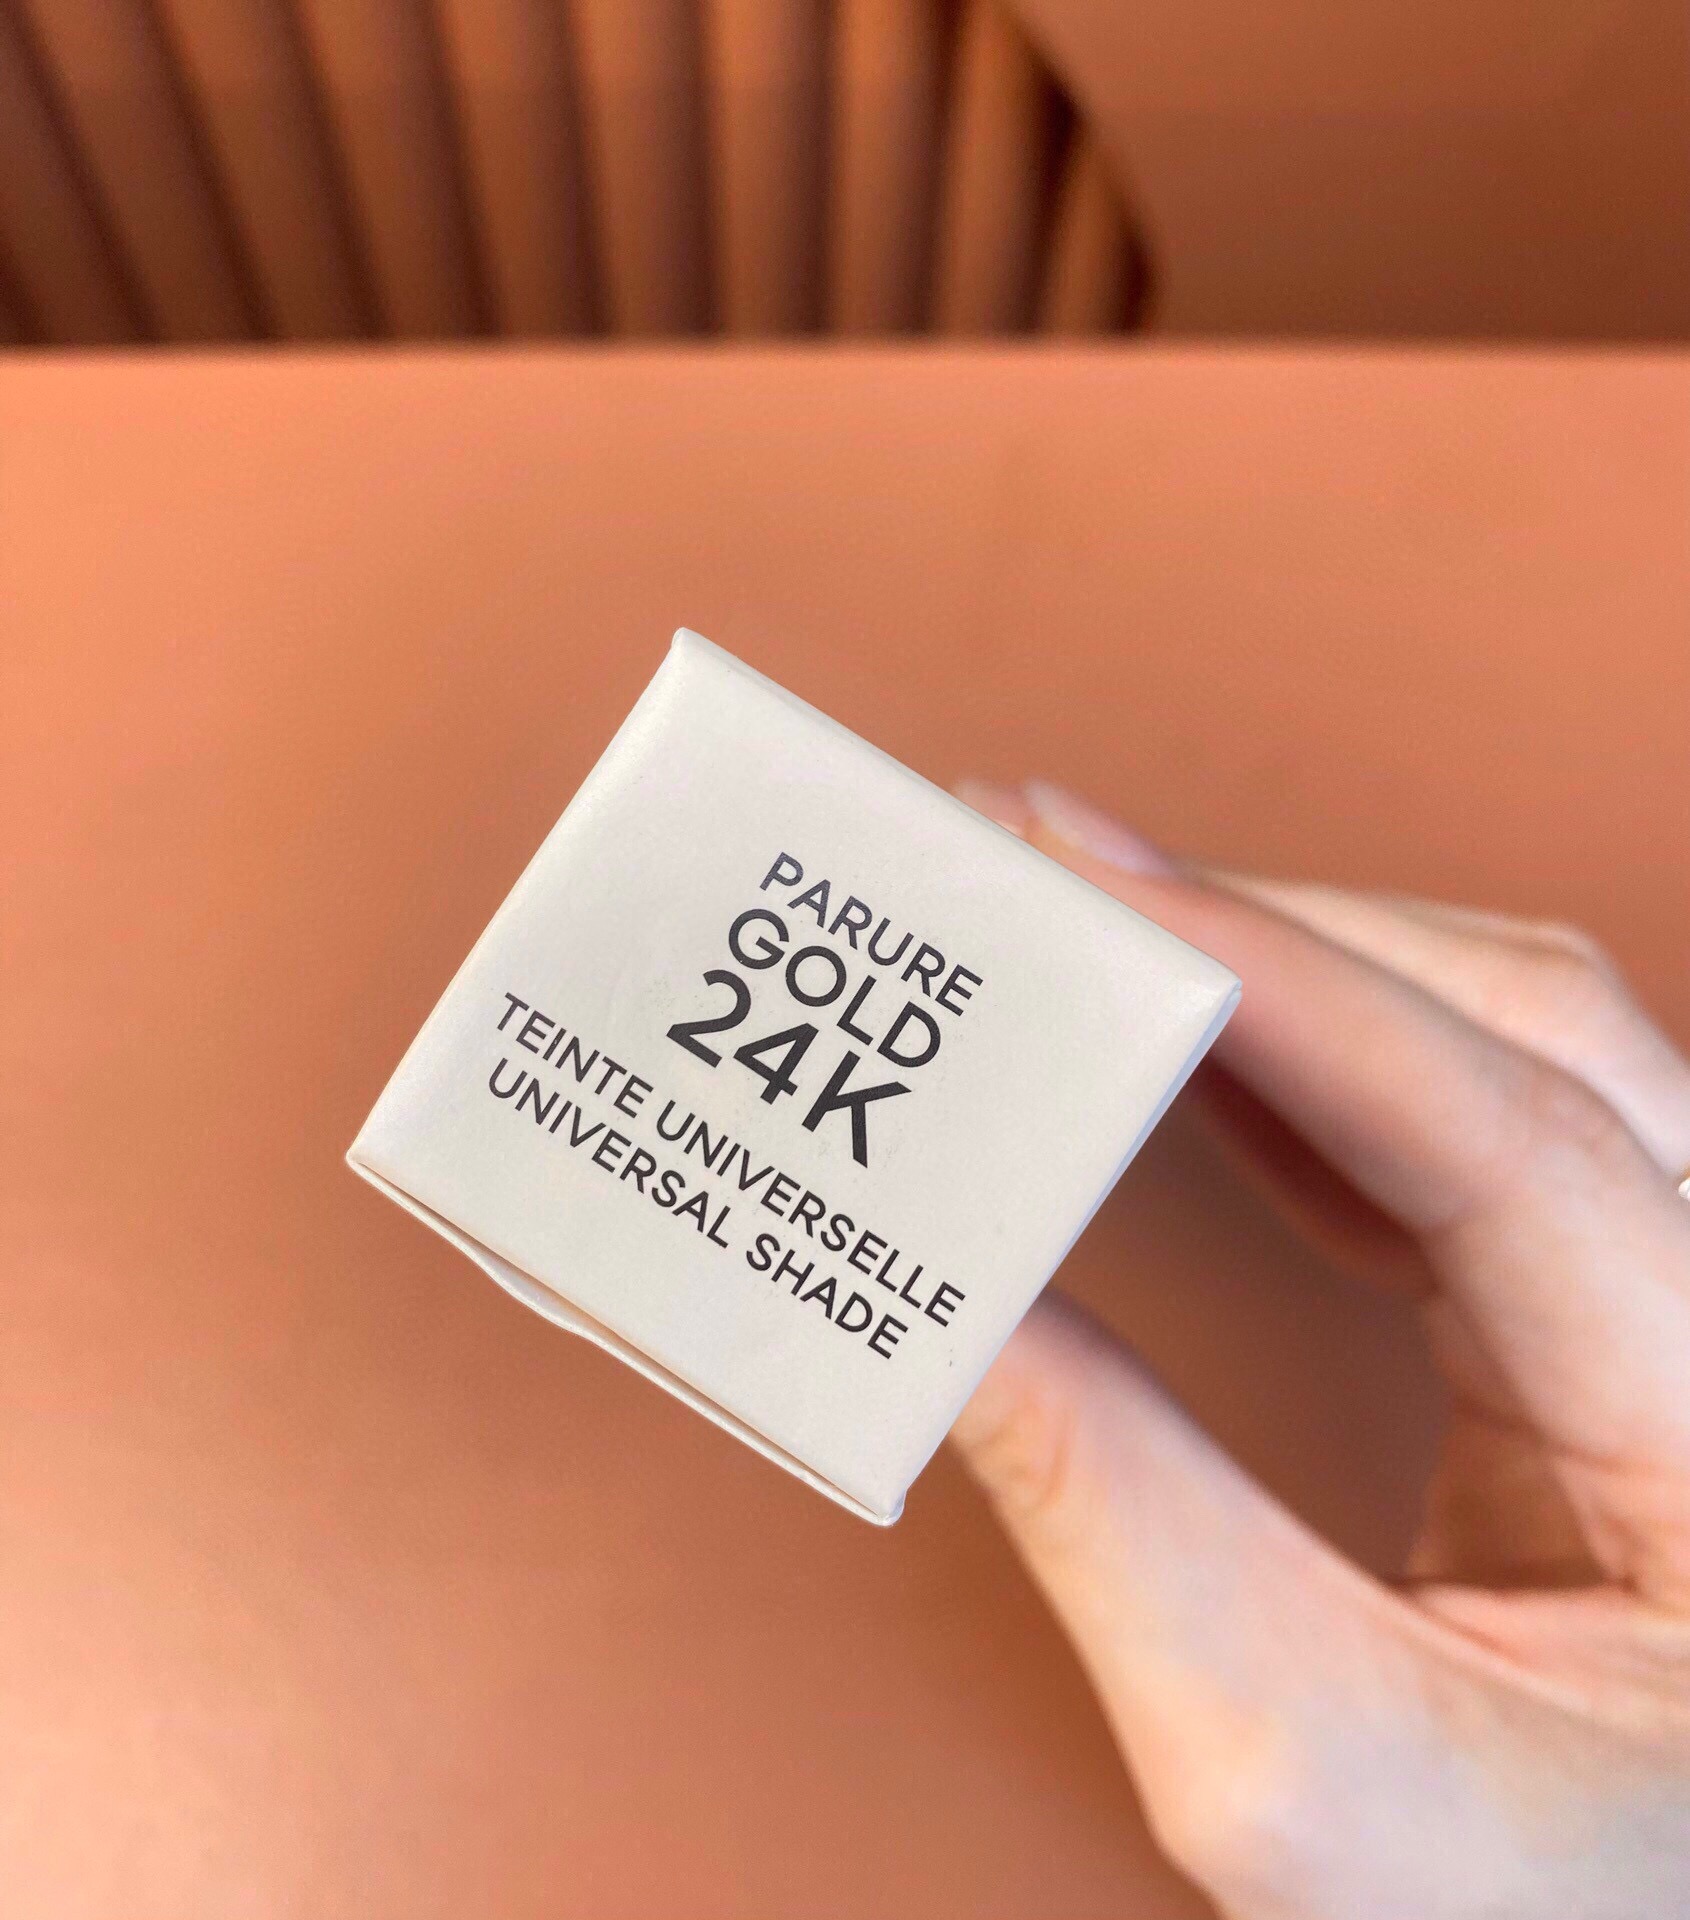 PARURE
GOLD
24K
TEINTE UNIVERSELLE
UNIVERSAL SHADE